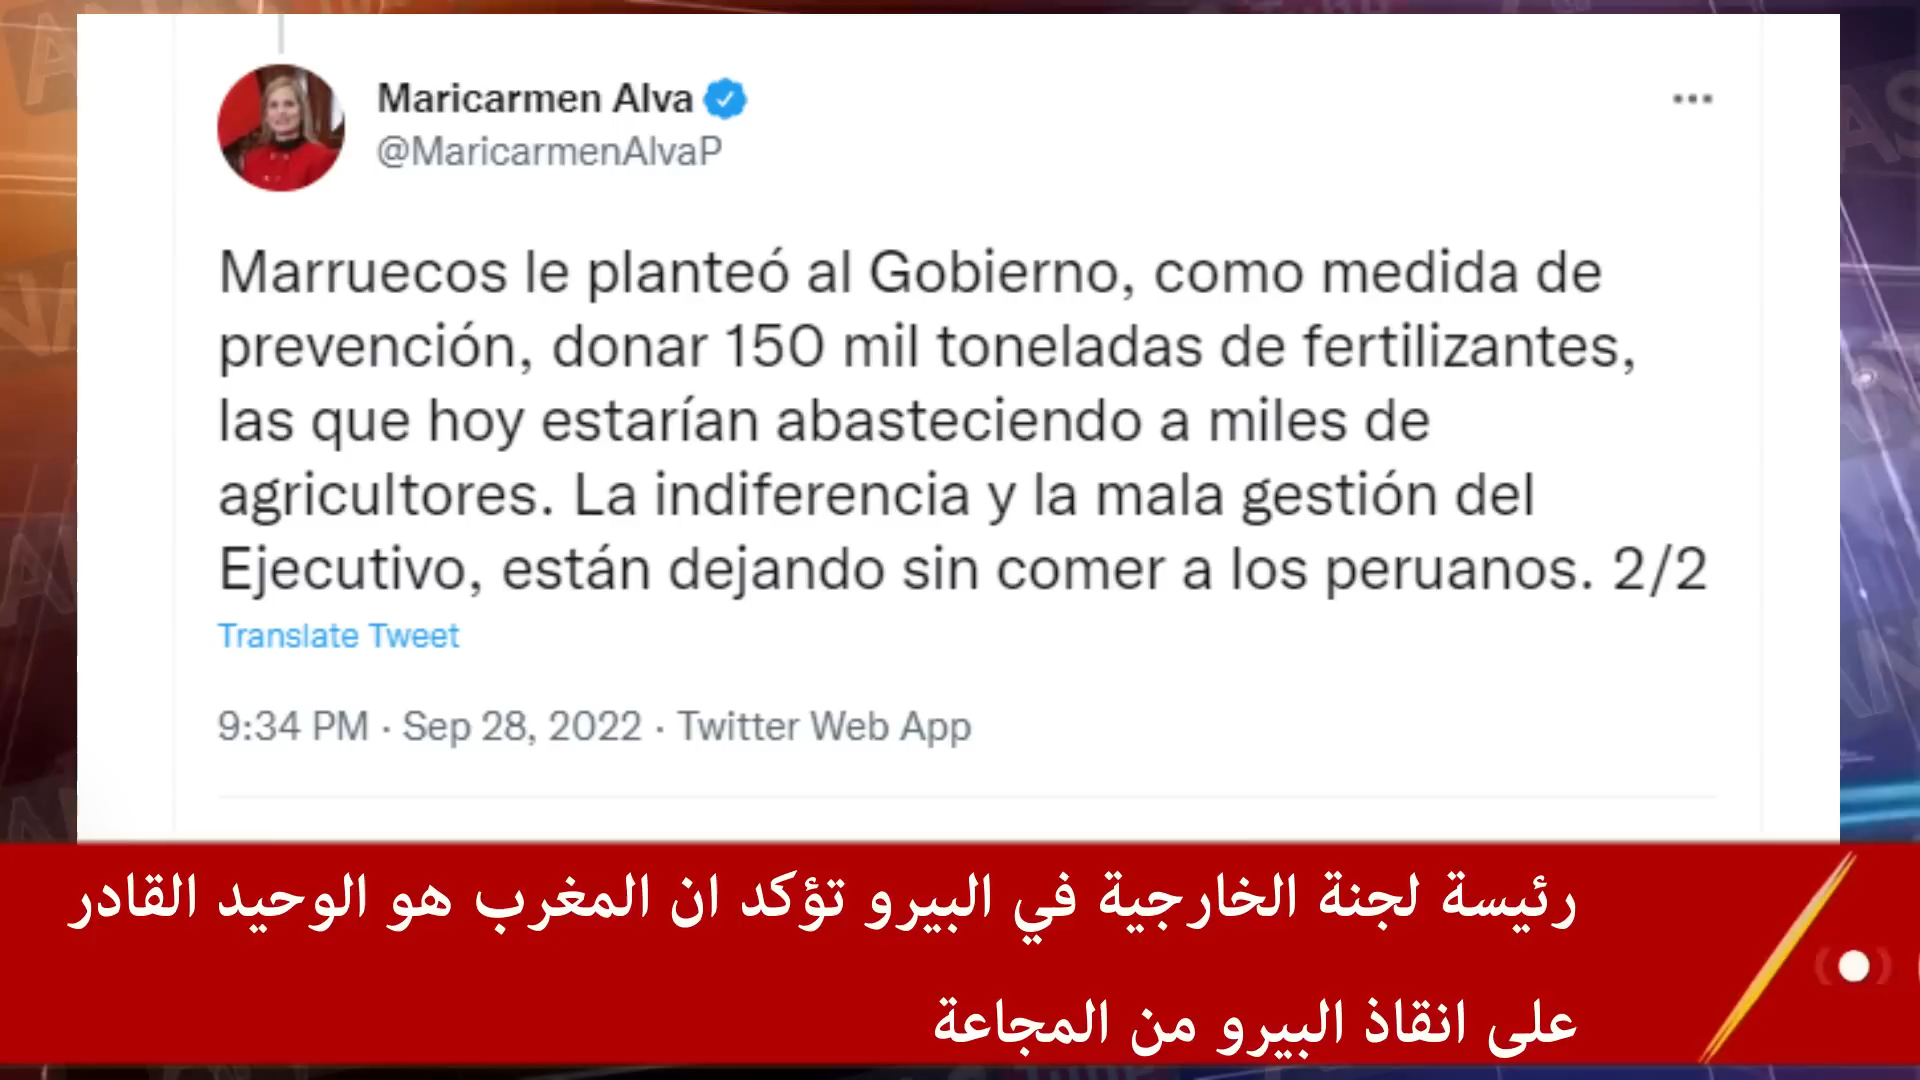 Maricarmen Alva
@MaricarmenAlvaP
Marruecos le planteó al Gobierno, como medida de
prevención, donar 150 mil toneladas de fertilizantes,
las que hoy estarían abasteciendo a miles de
agricultores. La indiferencia y la mala gestión del
Ejecutivo, están dejando sin comer a los peruanos. 2/2
Translate Tweet
9:34 PM · Sep 28, 2022 · Twitter Web App
رئيسة لجنة الخارجية في البيرو تؤكد ان المغرب هو الوحيد القادر
على انقاذ البيرو من المجاعة